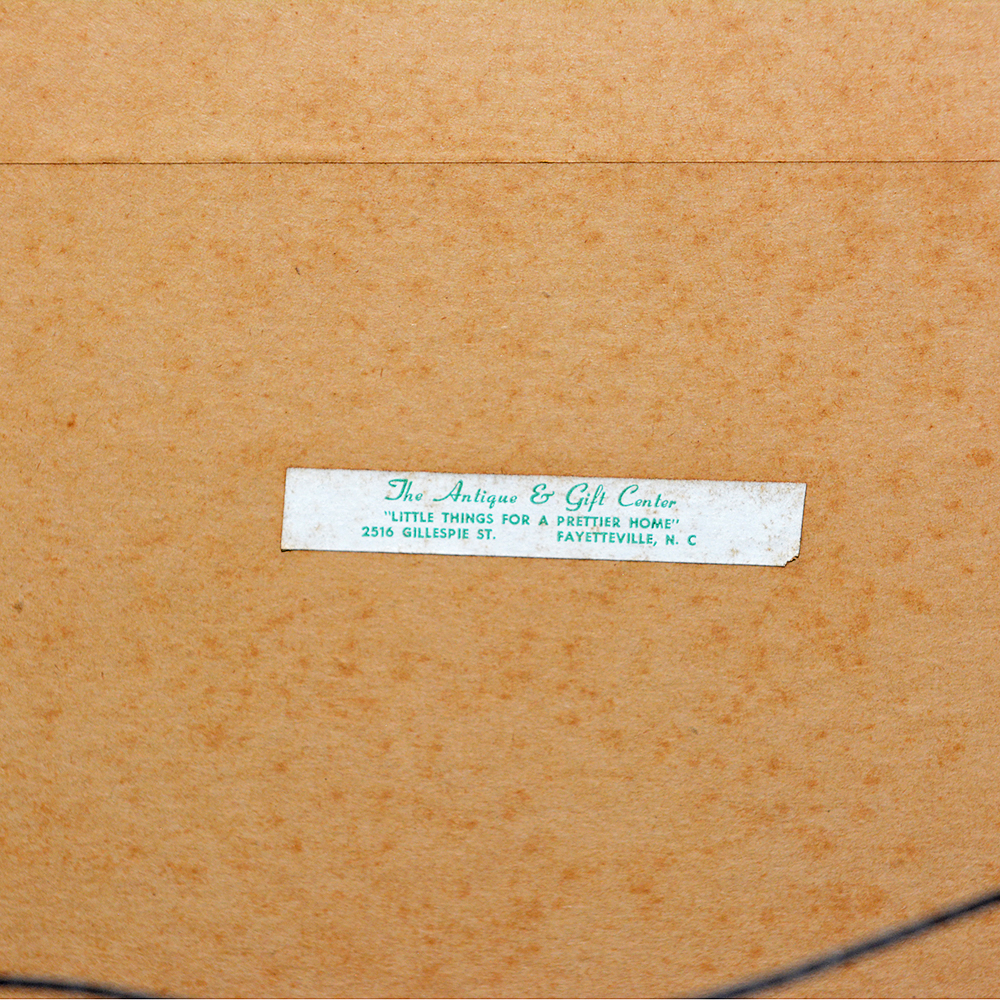 The Antique & Gift Center
"LITTLE THINGS FOR A PRETTIER HOME"
2516 GILLESPIE ST. FAYETTEVILLE, N. C